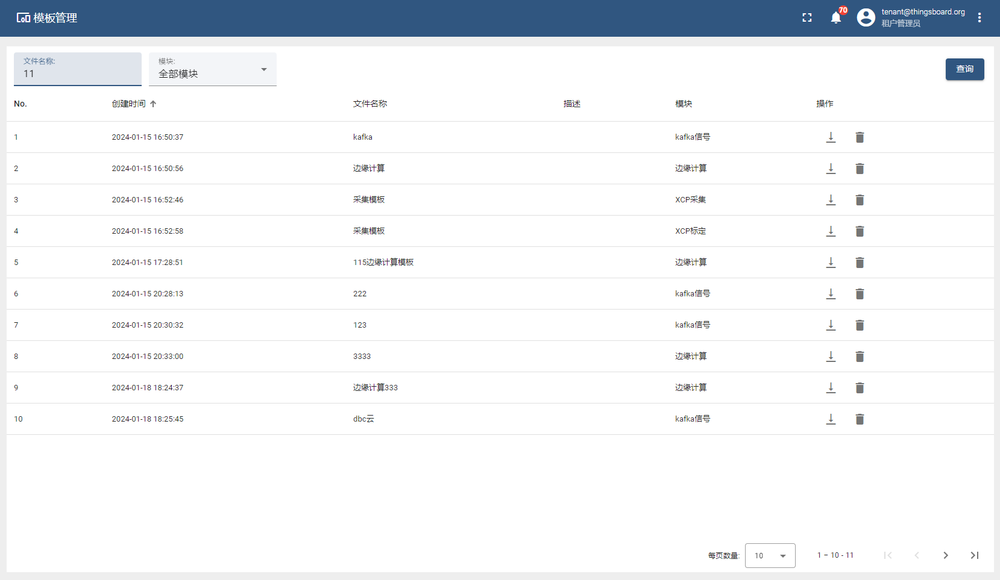 模板管理
70
tenant@thingsboard.org
租户管理员
文件名称:
11
模块:
全部模块
查询
No. 创建时间 文件名称 描述 模块 操作
1 2024-01-15 16:50:37 kafka kafka信号
2 2024-01-15 16:50:56 边缘计算 边缘计算
3 2024-01-15 16:52:46 采集模板 XCP采集
4 2024-01-15 16:52:58 采集模板 XCP标定
5 2024-01-15 17:28:51 115边缘计算模板 边缘计算
6 2024-01-15 20:28:13 222 kafka信号
7 2024-01-15 20:30:32 123 kafka信号
8 2024-01-15 20:33:00 3333 边缘计算
9 2024-01-18 18:24:37 边缘计算333 边缘计算
10 2024-01-18 18:25:45 dbc云 kafka信号
每页数量: 10 1 – 10 - 11